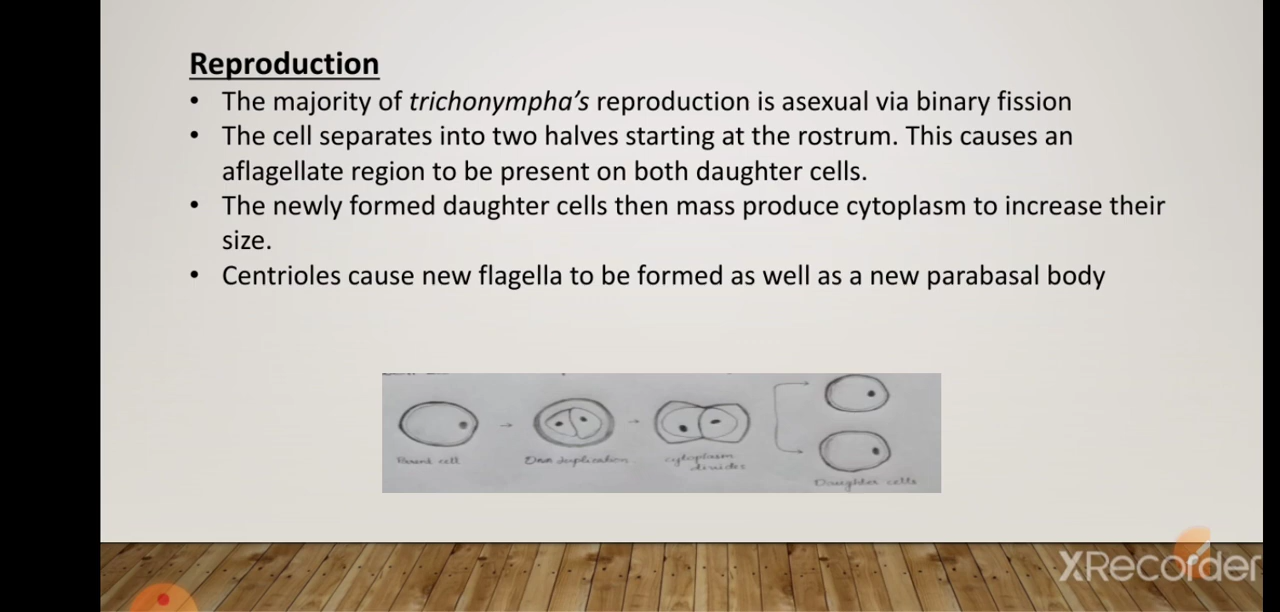 Reproduction
• The majority of trichonympha's reproduction is asexual via binary fission
• The cell separates into two halves starting at the rostrum. This causes an
aflagellate region to be present on both daughter cells.
• The newly formed daughter cells then mass produce cytoplasm to increase their
size.
• Centrioles cause new flagella to be formed as well as a new parabasal body
Parent cell
DNA duplication
cytoplasm
divides
Daughter cells
XRecorder